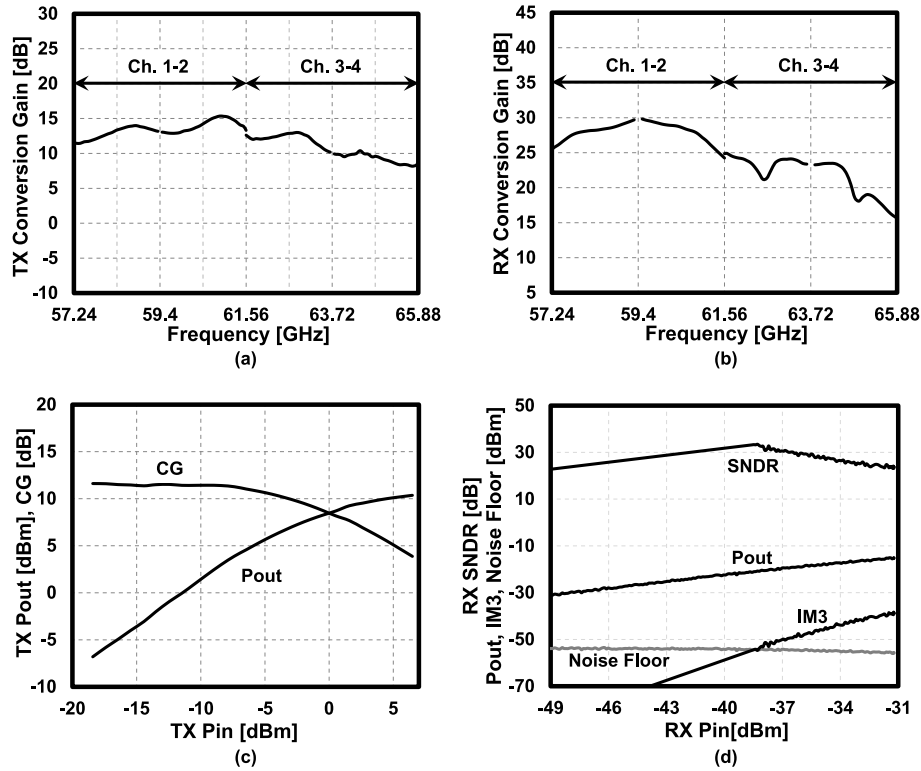 TX Conversion Gain [dB]
30
25
20
15
10
5
0
-5
-10
Ch. 1-2
Ch. 3-4
57.24
59.4
61.56
63.72
65.88
Frequency [GHz]
(a)
RX Conversion Gain [dB]
45
40
35
30
25
20
15
10
5
Ch. 1-2
Ch. 3-4
57.24
59.4
61.56
63.72
65.88
Frequency [GHz]
(b)
TX Pout [dBm], CG [dB]
20
15
10
5
0
-5
-10
CG
Pout
-20
-15
-10
-5
0
5
TX Pin [dBm]
(c)
RX SNDR [dB]
Pout, IM3, Noise Floor [dBm]
50
30
10
-10
-30
-50
-70
SNDR
Pout
IM3
Noise Floor
-49
-46
-43
-40
-37
-34
-31
RX Pin[dBm]
(d)